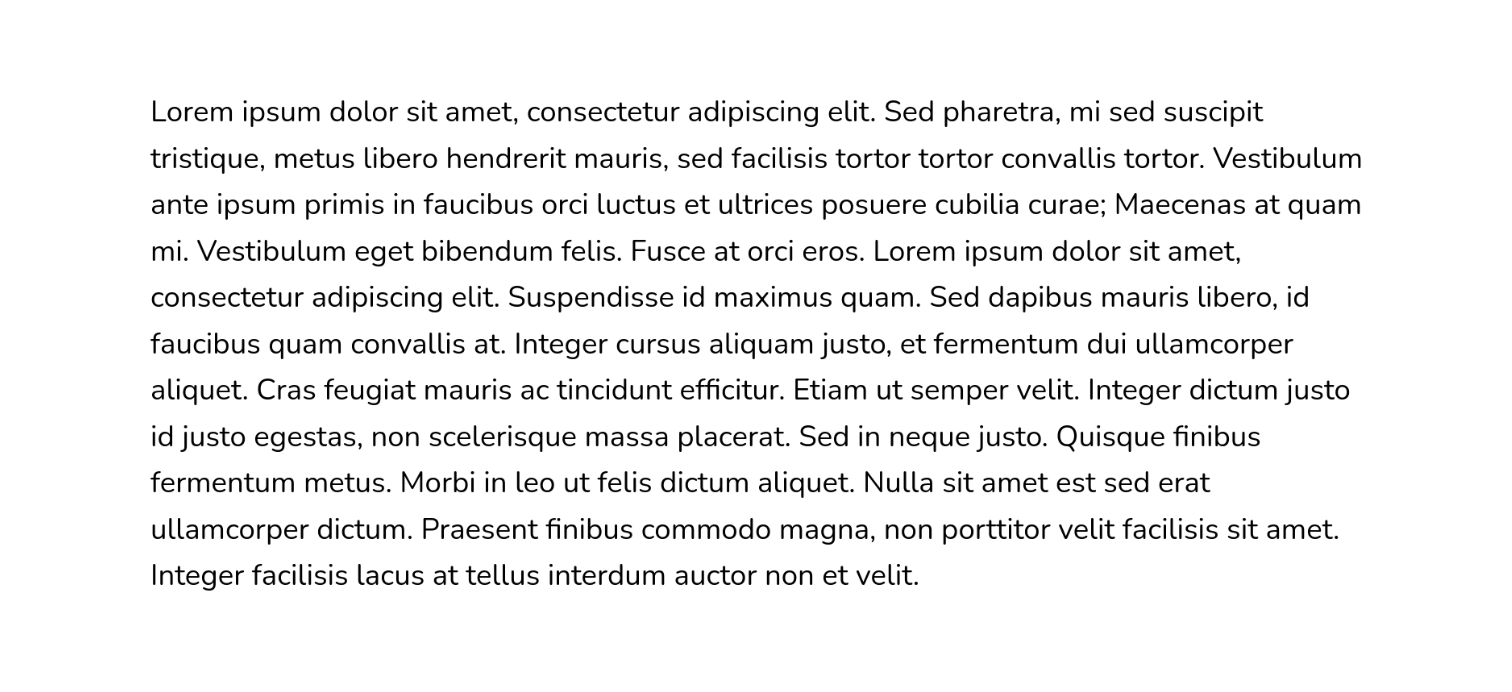 Lorem ipsum dolor sit amet, consectetur adipiscing elit. Sed pharetra, mi sed suscipit
tristique, metus libero hendrerit mauris, sed facilisis tortor tortor convallis tortor. Vestibulum
ante ipsum primis in faucibus orci luctus et ultrices posuere cubilia curae; Maecenas at quam
mi. Vestibulum eget bibendum felis. Fusce at orci eros. Lorem ipsum dolor sit amet,
consectetur adipiscing elit. Suspendisse id maximus quam. Sed dapibus mauris libero, id
faucibus quam convallis at. Integer cursus aliquam justo, et fermentum dui ullamcorper
aliquet. Cras feugiat mauris ac tincidunt efficitur. Etiam ut semper velit. Integer dictum justo
id justo egestas, non scelerisque massa placerat. Sed in neque justo. Quisque finibus
fermentum metus. Morbi in leo ut felis dictum aliquet. Nulla sit amet est sed erat
ullamcorper dictum. Praesent finibus commodo magna, non porttitor velit facilisis sit amet.
Integer facilisis lacus at tellus interdum auctor non et velit.